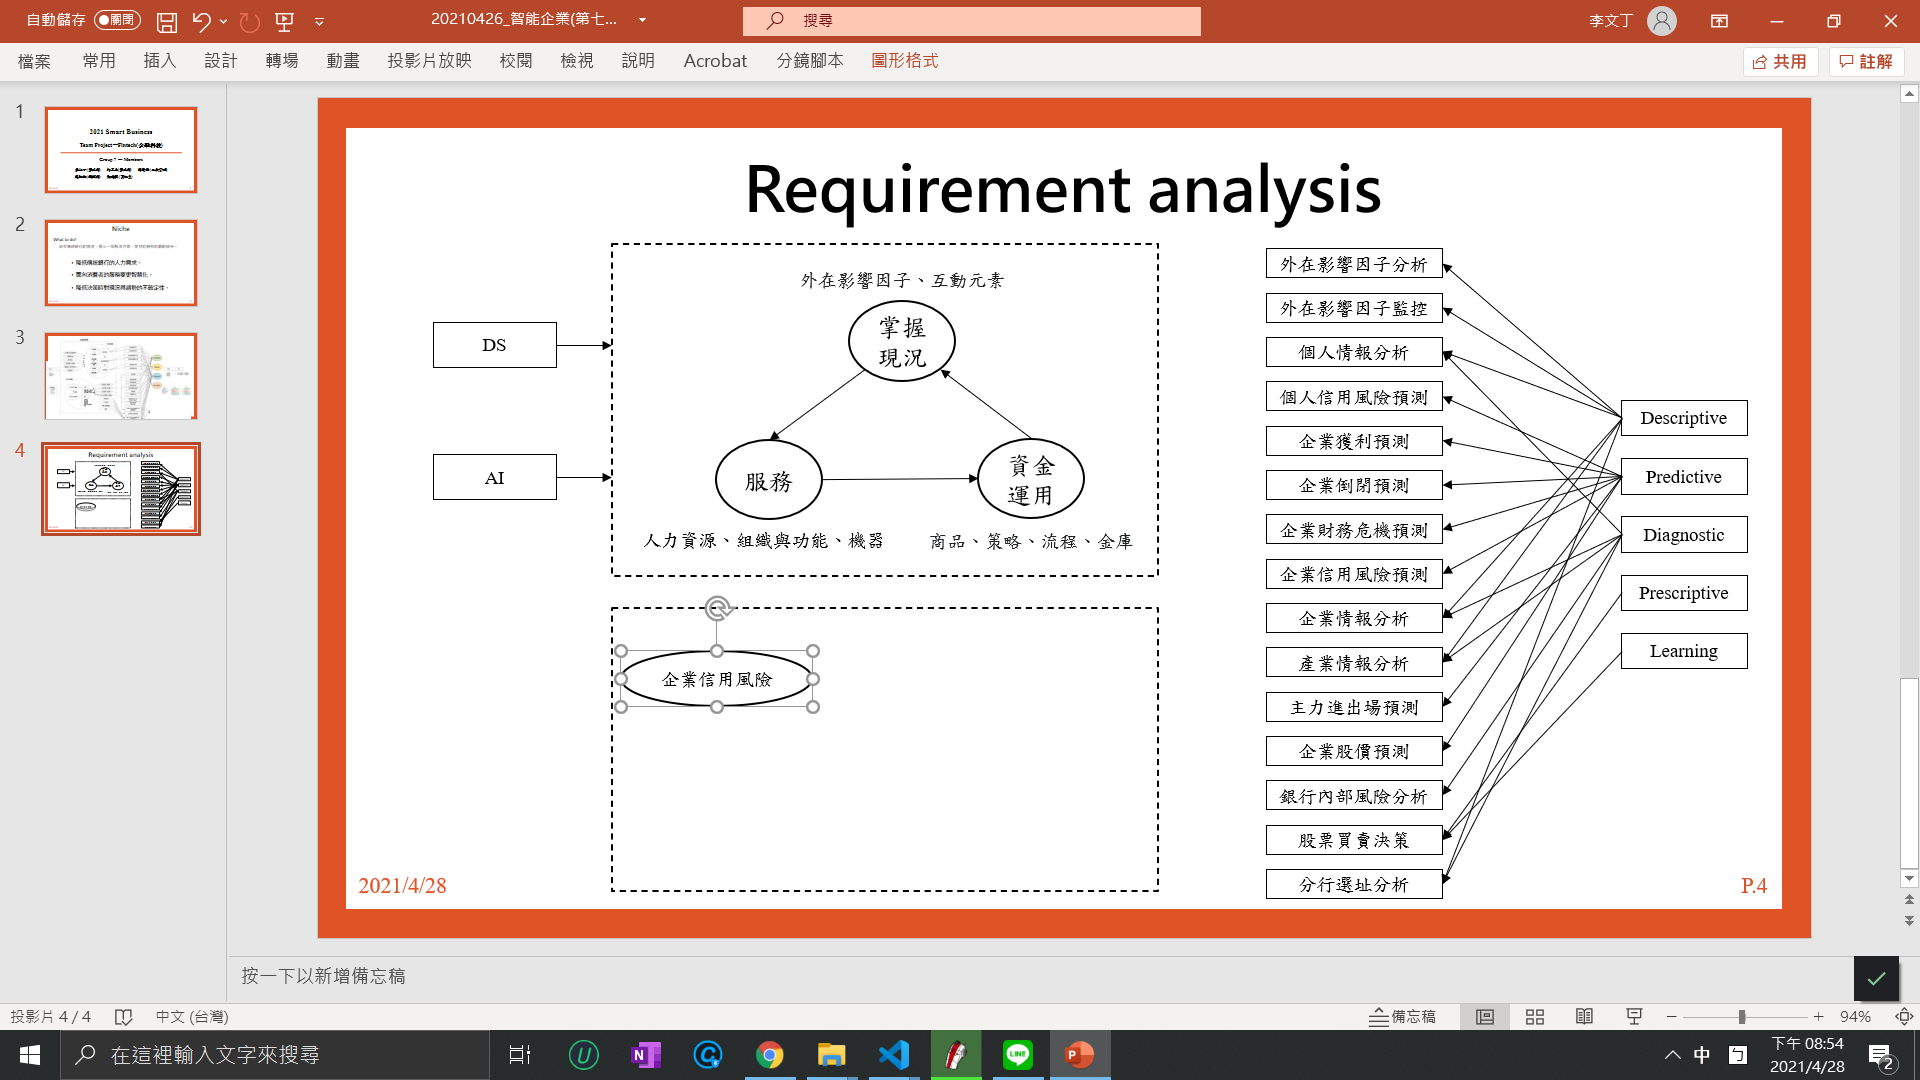 自動儲存
關閉
20210426_智能企業(第七...
搜尋
李文丁
檔案
常用
插入
設計
轉場
動畫
投影片放映
校閱
檢視
說明
Acrobat
分鏡腳本
圖形格式
共用
註解
1
2021 Smart Business
2
Niche
What to do?
3
4
Requirement analysis
Requirement analysis
DS
AI
外在影響因子、互動元素
掌握
現況
服務
資金
運用
人力資源、組織與功能、機器
商品、策略、流程、金庫
企業信用風險
外在影響因子分析
外在影響因子監控
個人情報分析
個人信用風險預測
企業獲利預測
企業倒閉預測
企業財務危機預測
企業信用風險預測
企業情報分析
產業情報分析
主力進出場預測
企業股價預測
銀行內部風險分析
股票買賣決策
分行選址分析
Descriptive
Predictive
Diagnostic
Prescriptive
Learning
2021/4/28
P.4
按一下以新增備忘稿
投影片 4 / 4
中文 (台灣)
備忘稿
94%
在這裡輸入文字來搜尋
中
下午 08:54
2021/4/28
2